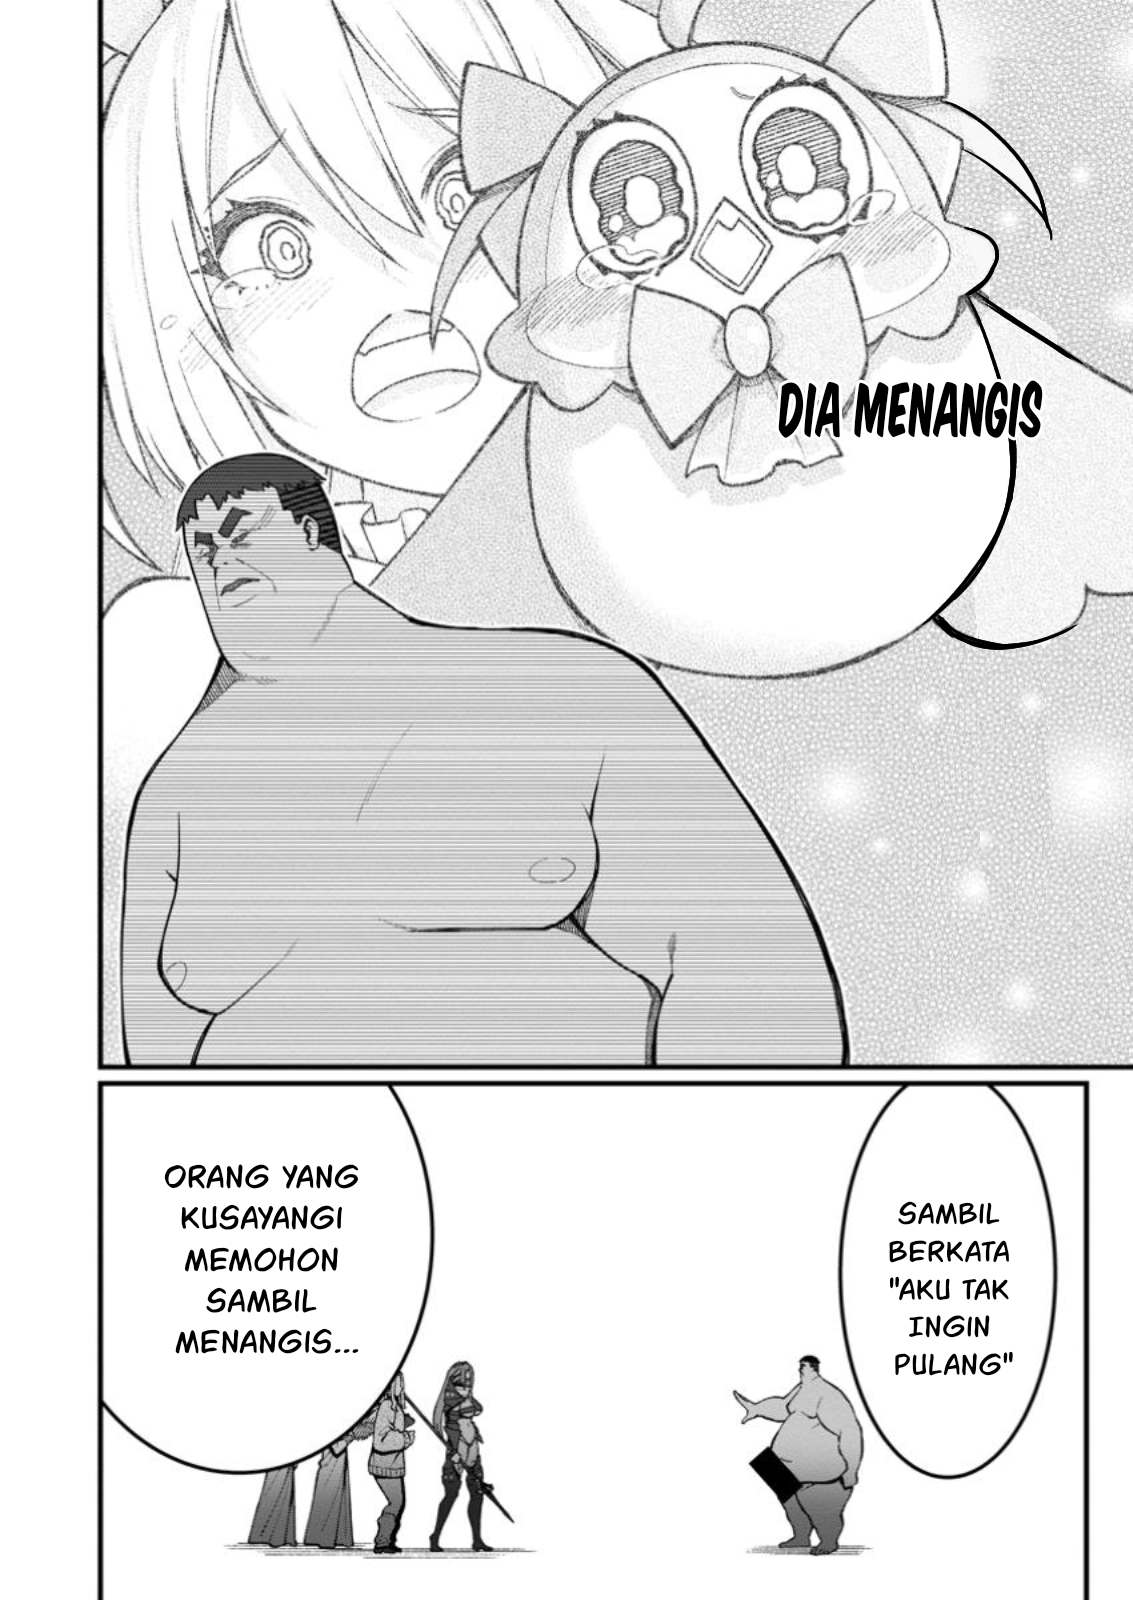 DIA MENANGIS
SAMBIL
BERKATA
"AKU TAK
INGIN
PULANG"
ORANG YANG
KUSAYANGI
MEMOHON
SAMBIL
MENANGIS...